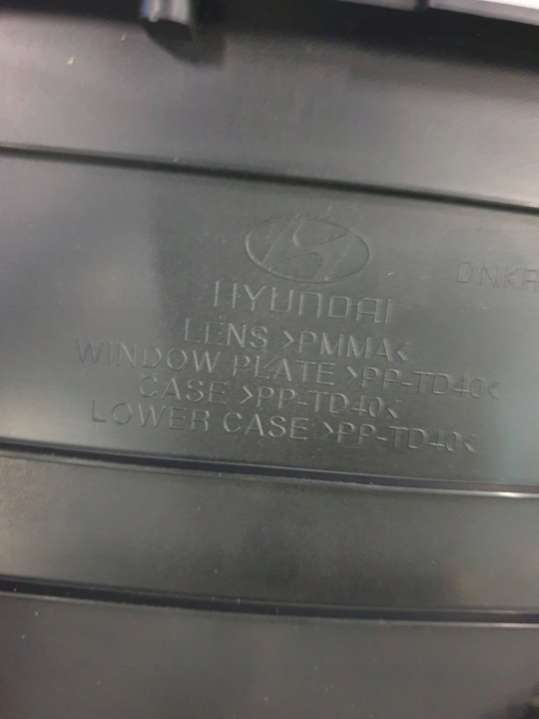 HYUNDAI
LENS >PMMA<
WINDOW PLATE >PP-TD40<
CASE >PP-TD40<
LOWER CASE >PP-TD40<